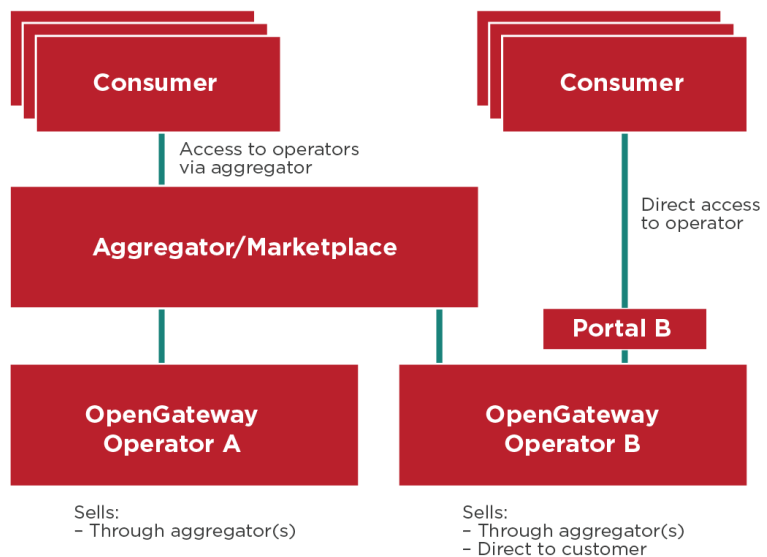 Consumer
Consumer
Access to operators
via aggregator
Direct access
to operator
Aggregator/Marketplace
Portal B
OpenGateway
Operator A
OpenGateway
Operator B
Sells:
– Through aggregator(s)
Sells:
– Through aggregator(s)
– Direct to customer